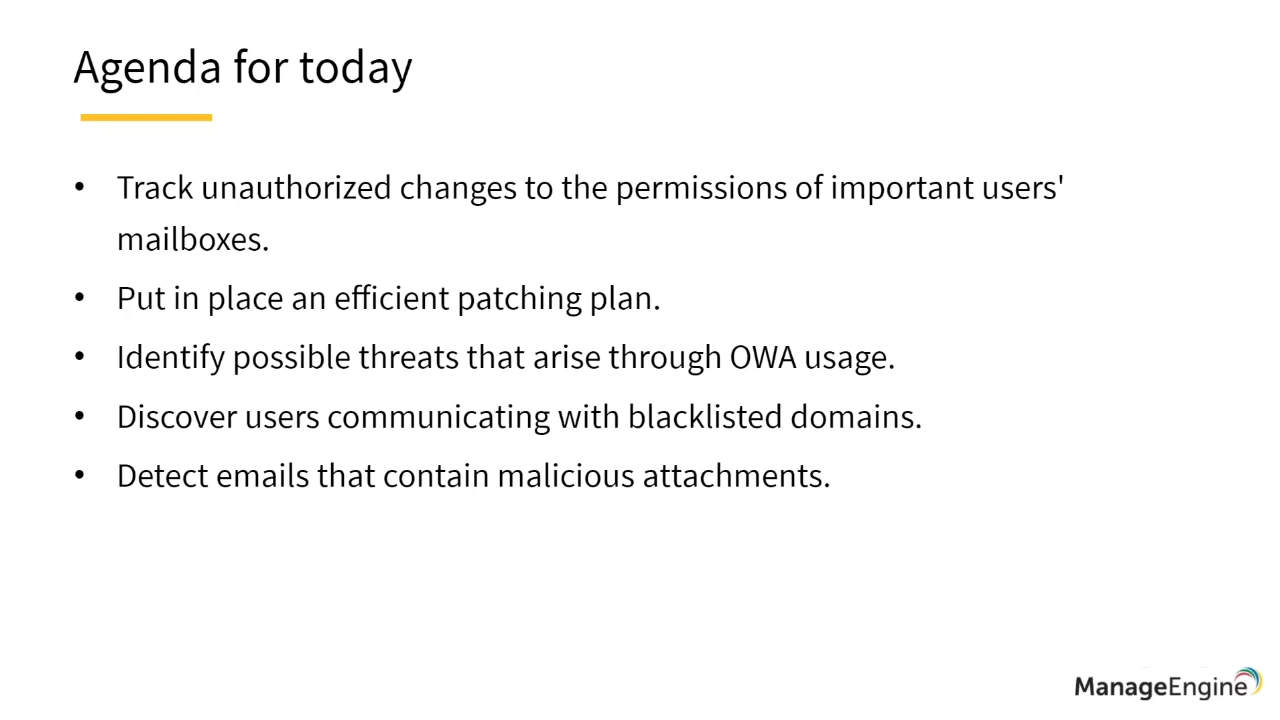 Agenda for today
• Track unauthorized changes to the permissions of important users'
mailboxes.
• Put in place an efficient patching plan.
• Identify possible threats that arise through OWA usage.
• Discover users communicating with blacklisted domains.
• Detect emails that contain malicious attachments.
ManageEngine